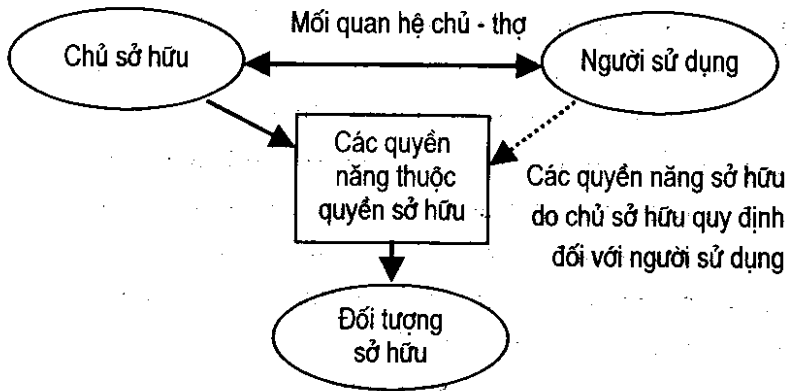 Mối quan hệ chủ - thợ
Chủ sở hữu
Người sử dụng
Các quyền
năng thuộc
quyền sở hữu
Các quyền năng sở hữu
do chủ sở hữu quy định
đối với người sử dụng
Đối tượng
sở hữu